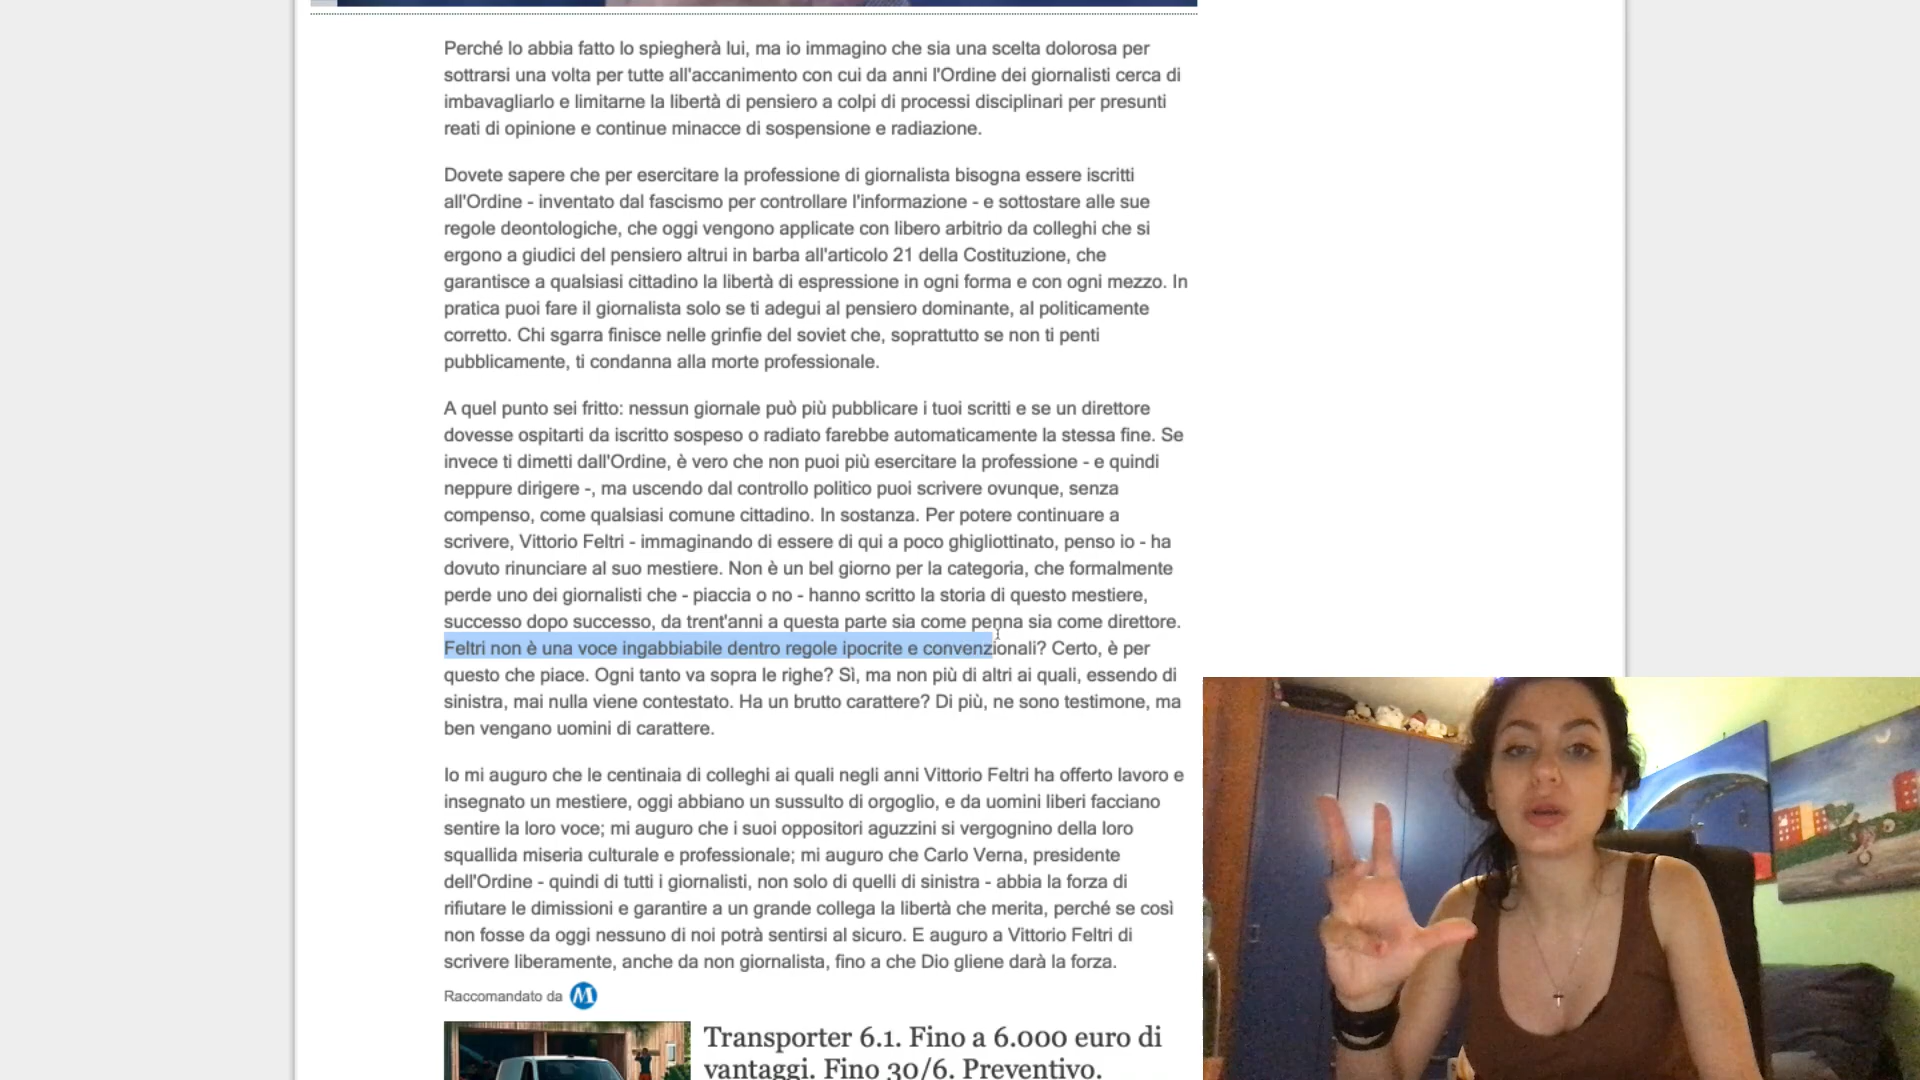 Perché lo abbia fatto lo spiegherà lui, ma io immagino che sia una scelta dolorosa per
sottrarsi una volta per tutte all'accanimento con cui da anni l'Ordine dei giornalisti cerca di
imbavagliarlo e limitarne la libertà di pensiero a colpi di processi disciplinari per presunti
reati di opinione e continue minacce di sospensione e radiazione.
Dovete sapere che per esercitare la professione di giornalista bisogna essere iscritti
all'Ordine - inventato dal fascismo per controllare l'informazione - e sottostare alle sue
regole deontologiche, che oggi vengono applicate con libero arbitrio da colleghi che si
ergono a giudici del pensiero altrui in barba all'articolo 21 della Costituzione, che
garantisce a qualsiasi cittadino la libertà di espressione in ogni forma e con ogni mezzo. In
pratica puoi fare il giornalista solo se ti adegui al pensiero dominante, al politicamente
corretto. Chi sgarra finisce nelle grinfie del soviet che, soprattutto se non ti penti
pubblicamente, ti condanna alla morte professionale.
A quel punto sei fritto: nessun giornale può più pubblicare i tuoi scritti e se un direttore
dovesse ospitarti da iscritto sospeso o radiato farebbe automaticamente la stessa fine. Se
invece ti dimetti dall'Ordine, è vero che non puoi più esercitare la professione - e quindi
neppure dirigere -, ma uscendo dal controllo politico puoi scrivere ovunque, senza
compenso, come qualsiasi comune cittadino. In sostanza. Per potere continuare a
scrivere, Vittorio Feltri - immaginando di essere di qui a poco ghigliottinato, penso io - ha
dovuto rinunciare al suo mestiere. Non è un bel giorno per la categoria, che formalmente
perde uno dei giornalisti che - piaccia o no - hanno scritto la storia di questo mestiere,
successo dopo successo, da trent'anni a questa parte sia come penna sia come direttore.
Feltri non è una voce ingabbiabile dentro regole ipocrite e convenzionali? Certo, è per
questo che piace. Ogni tanto va sopra le righe? Sì, ma non più di altri ai quali, essendo di
sinistra, mai nulla viene contestato. Ha un brutto carattere? Di più, ne sono testimone, ma
ben vengano uomini di carattere.
Io mi auguro che le centinaia di colleghi ai quali negli anni Vittorio Feltri ha offerto lavoro e
insegnato un mestiere, oggi abbiano un sussulto di orgoglio, e da uomini liberi facciano
sentire la loro voce; mi auguro che i suoi oppositori aguzzini si vergognino della loro
squallida miseria culturale e professionale; mi auguro che Carlo Verna, presidente
dell'Ordine - quindi di tutti i giornalisti, non solo di quelli di sinistra - abbia la forza di
rifiutare le dimissioni e garantire a un grande collega la libertà che merita, perché se così
non fosse da oggi nessuno di noi potrà sentirsi al sicuro. E auguro a Vittorio Feltri di
scrivere liberamente, anche da non giornalista, fino a che Dio gliene darà la forza.
Raccomandato da M
Transporter 6.1. Fino a 6.000 euro di
vantaggi. Fino 30/6. Preventivo.